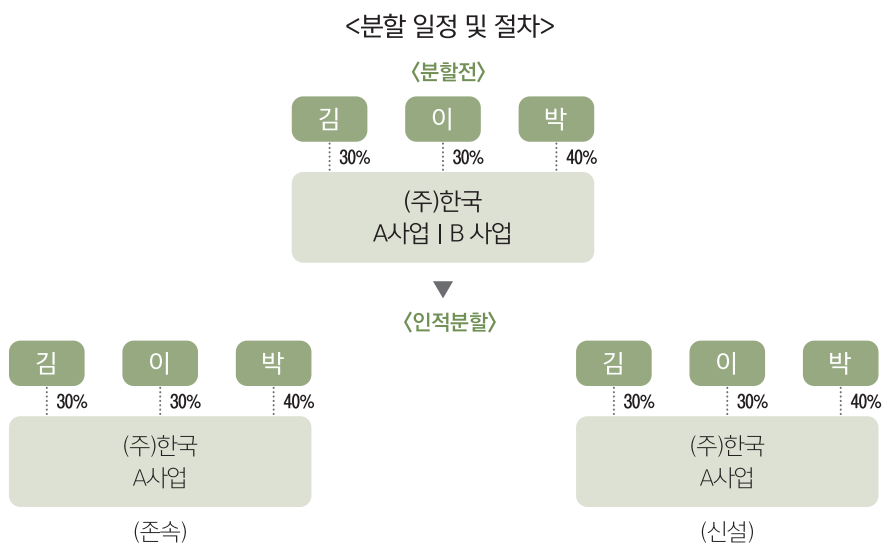 <분할 일정 및 절차>
〈분할전〉
김 이 박
30% 30% 40%
(주)한국
A사업 | B 사업
〈인적분할〉
김 이 박
30% 30% 40%
(주)한국
A사업
(존속)
김 이 박
30% 30% 40%
(주)한국
A사업
(신설)